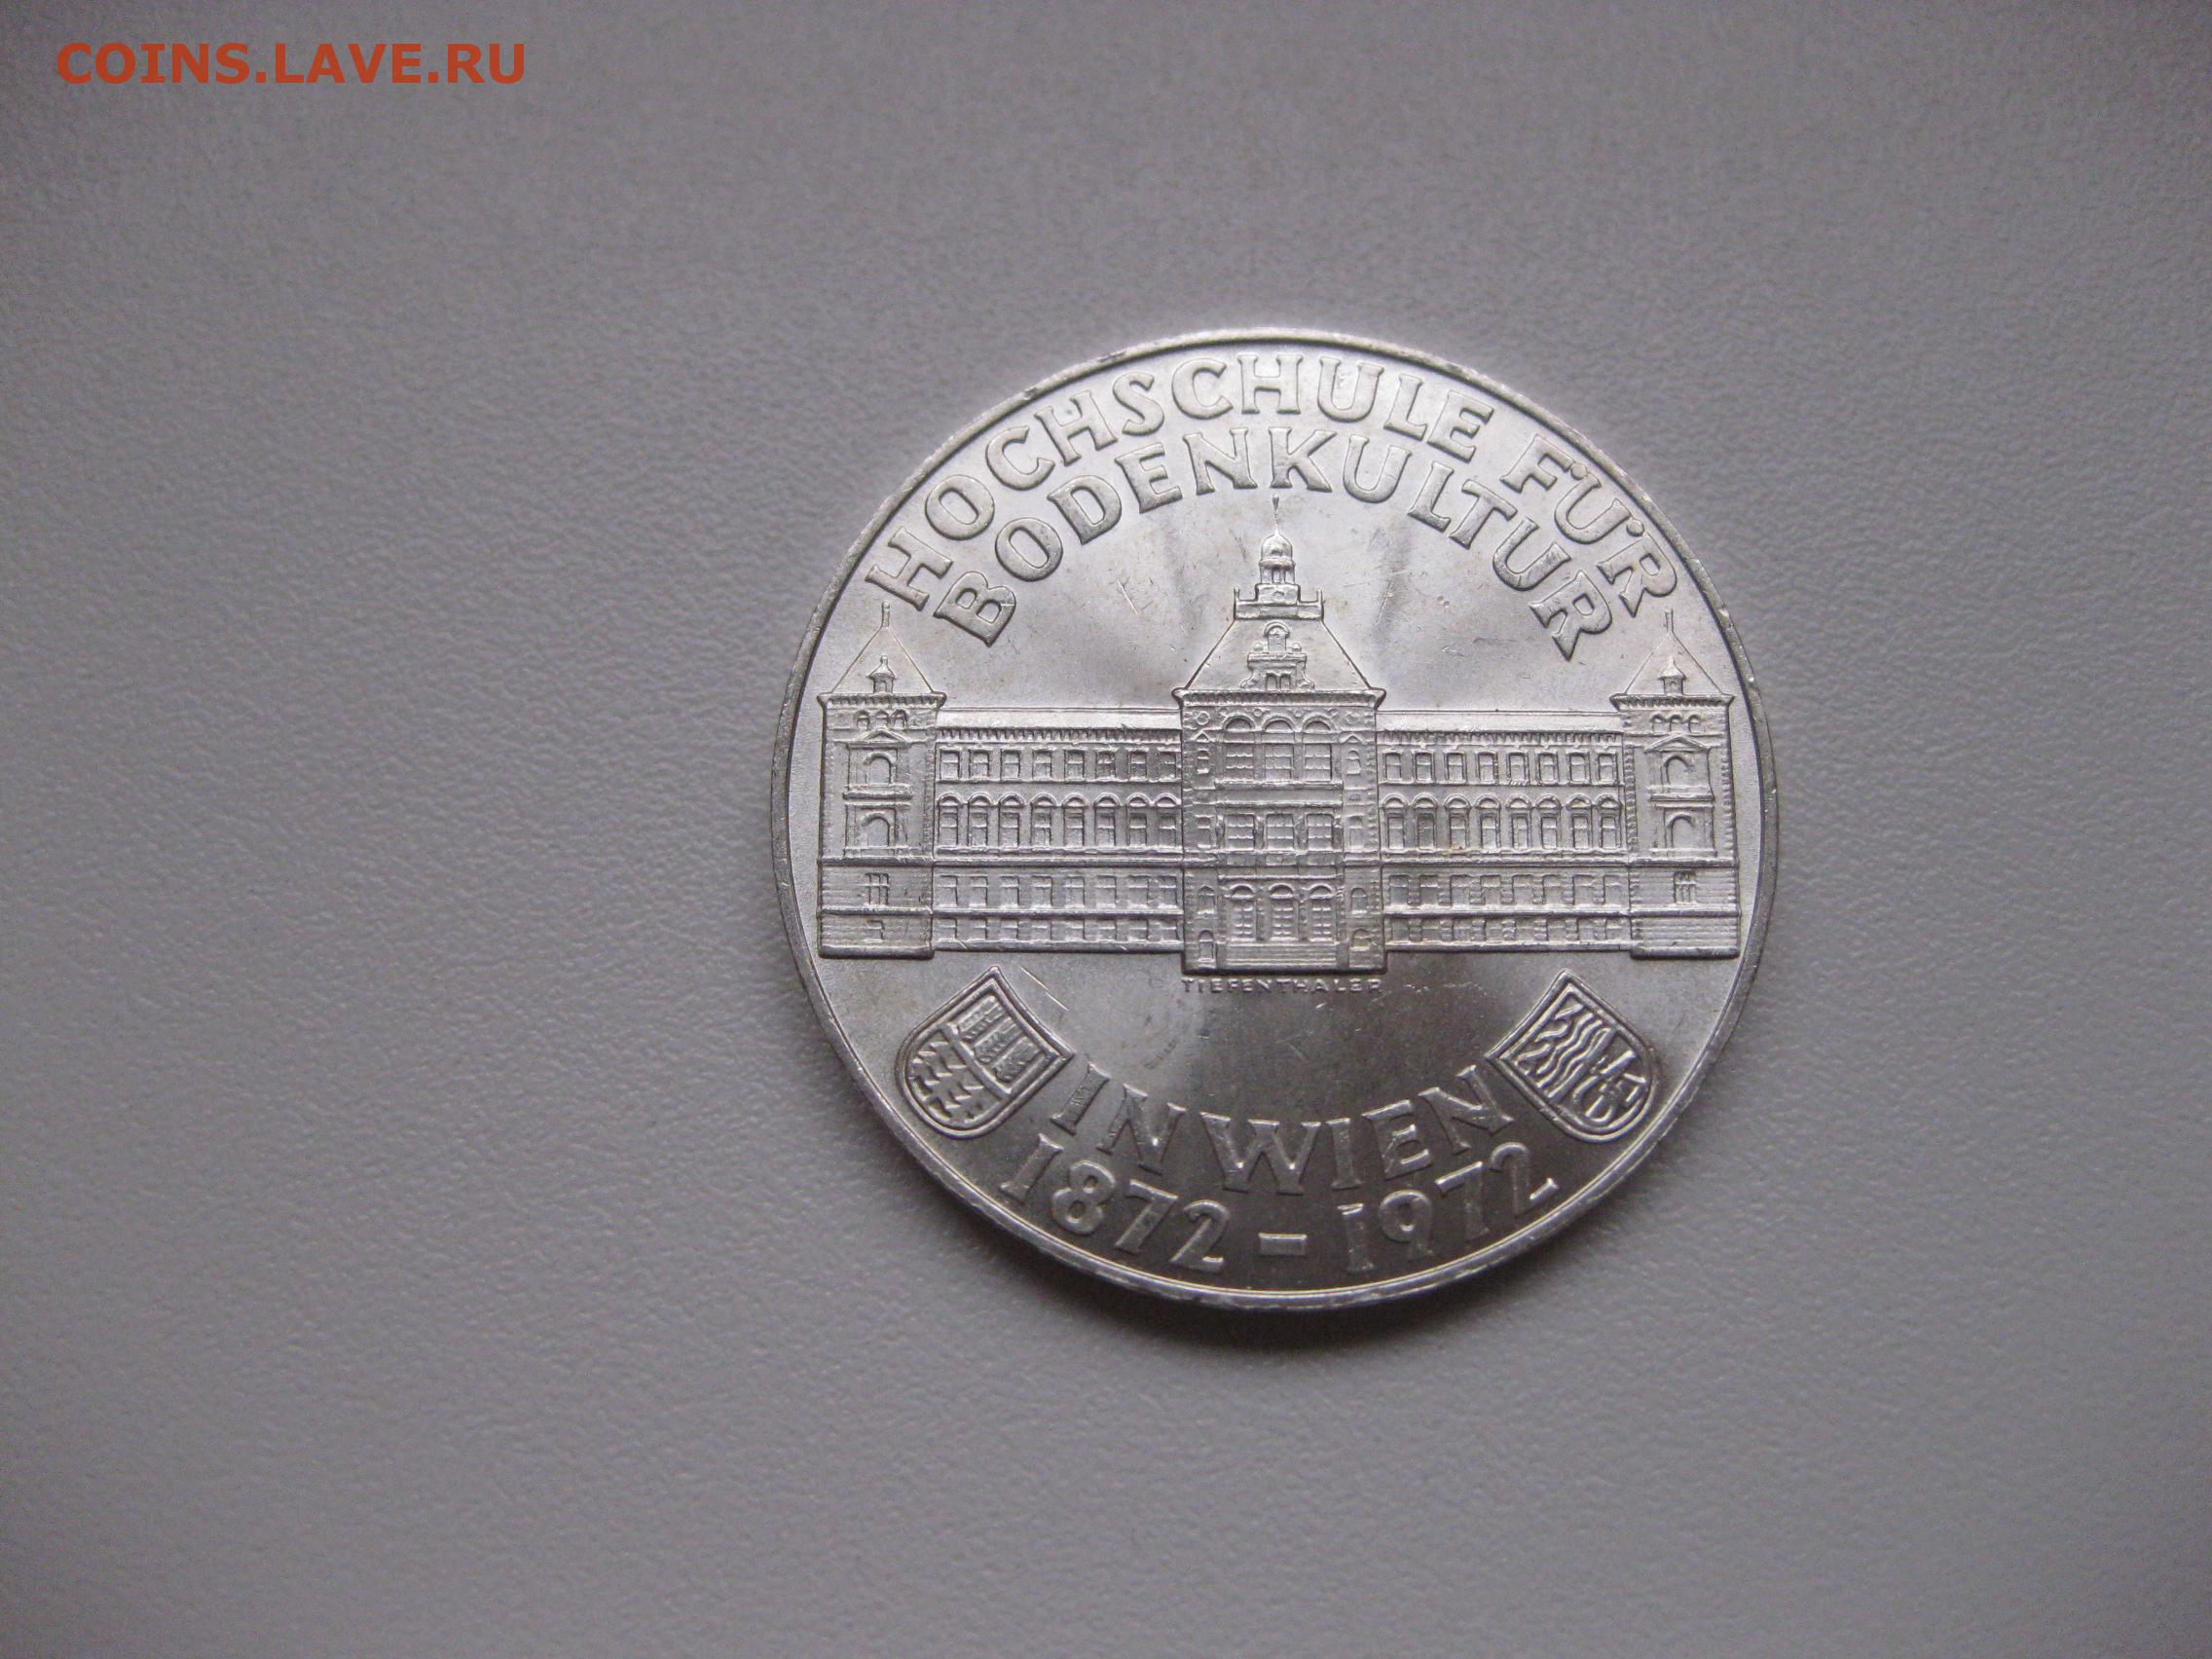 COINS.LAVE.RU
HOCHSCHULE FÜR
BODENKULTUR
TIEFENTHALER
IN WIEN
1872 – 1972